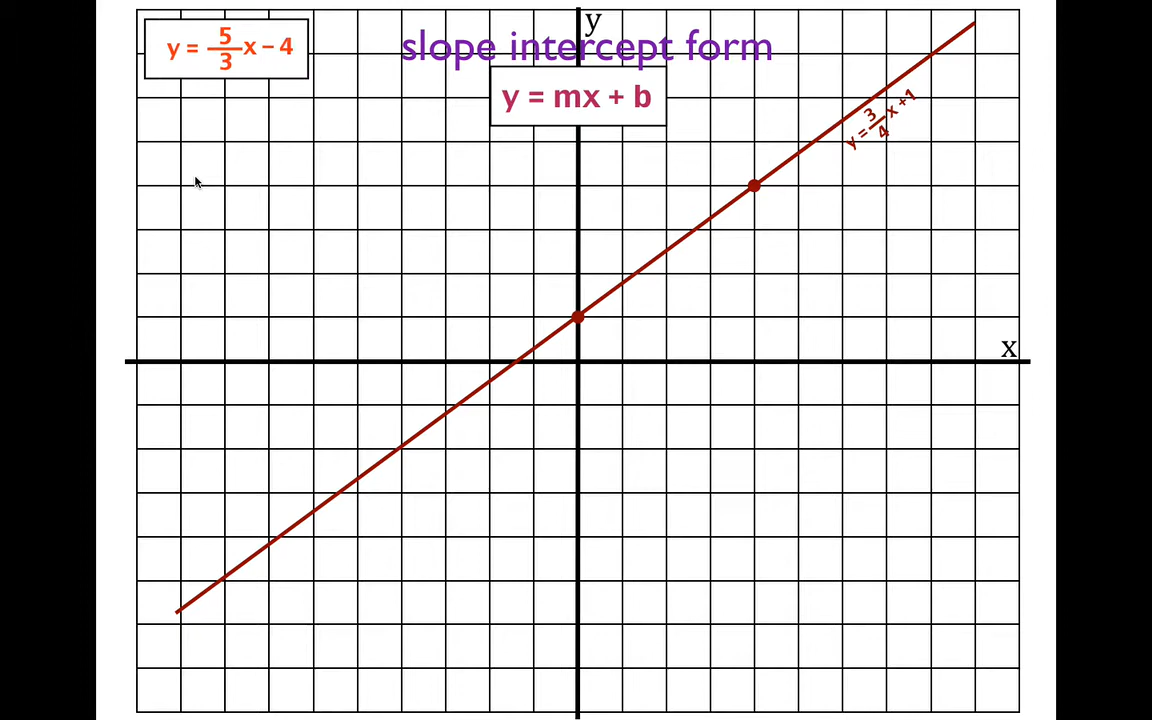 y
slope intercept form
y = 5/3 x – 4
y = mx + b
y = 3/4 x + 1
x